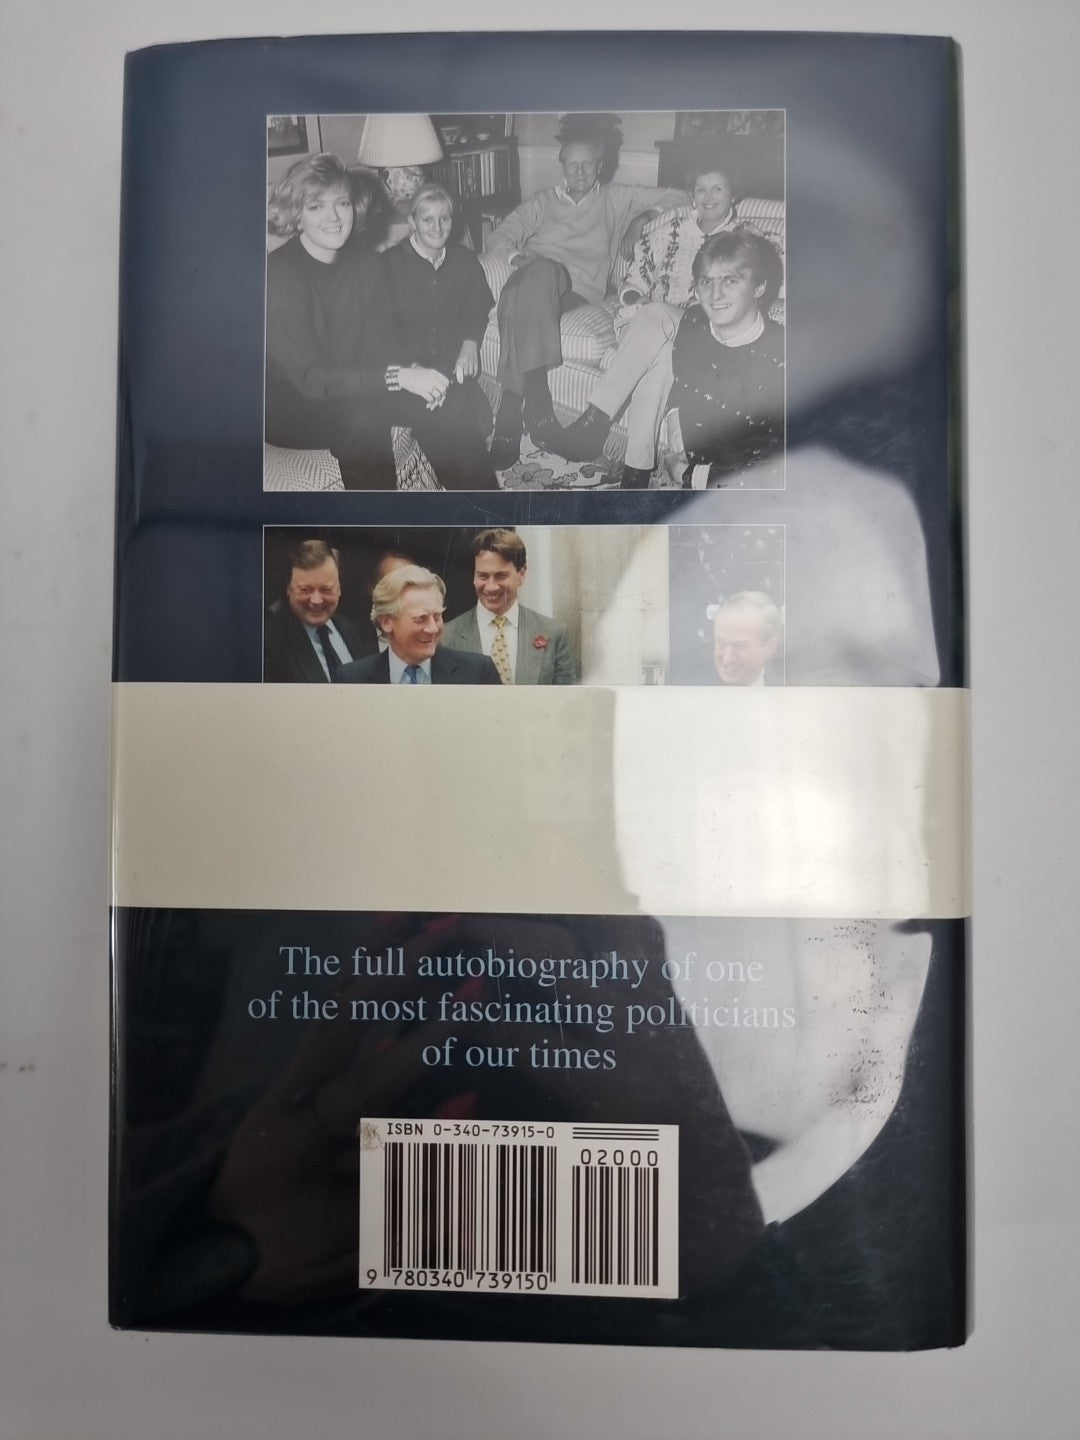 The full autobiography of one
of the most fascinating politicians
of our times
ISBN 0-340-73915-0
02000
9 780340 739150